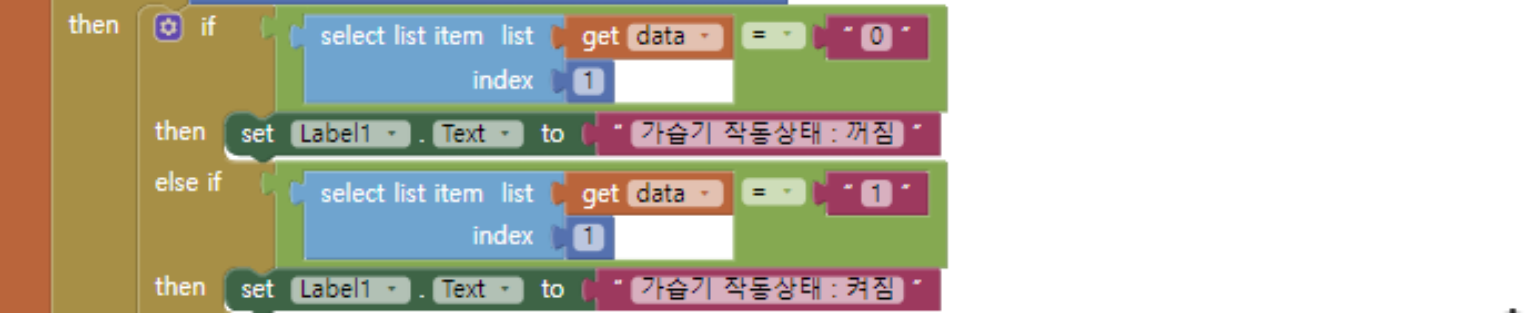 then if select list item list get data = " 0 "
index 1
then set Label1 . Text to " 가습기 작동상태 : 꺼짐 "
else if select list item list get data = " 1 "
index 1
then set Label1 . Text to " 가습기 작동상태 : 켜짐 "